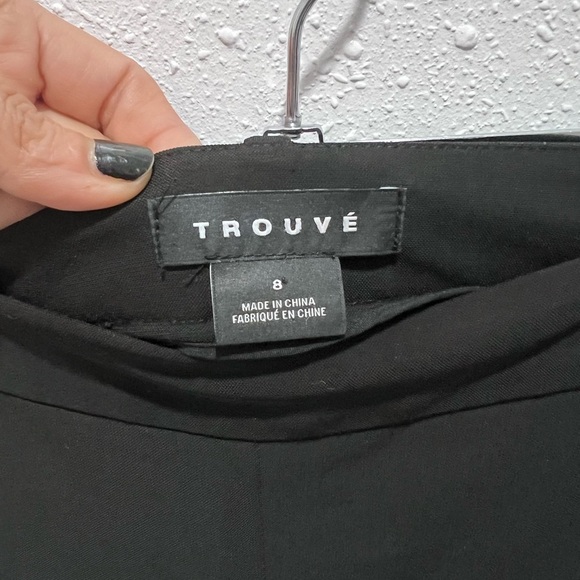 TROUVÉ
8
MADE IN CHINA
FABRIQUÉ EN CHINE